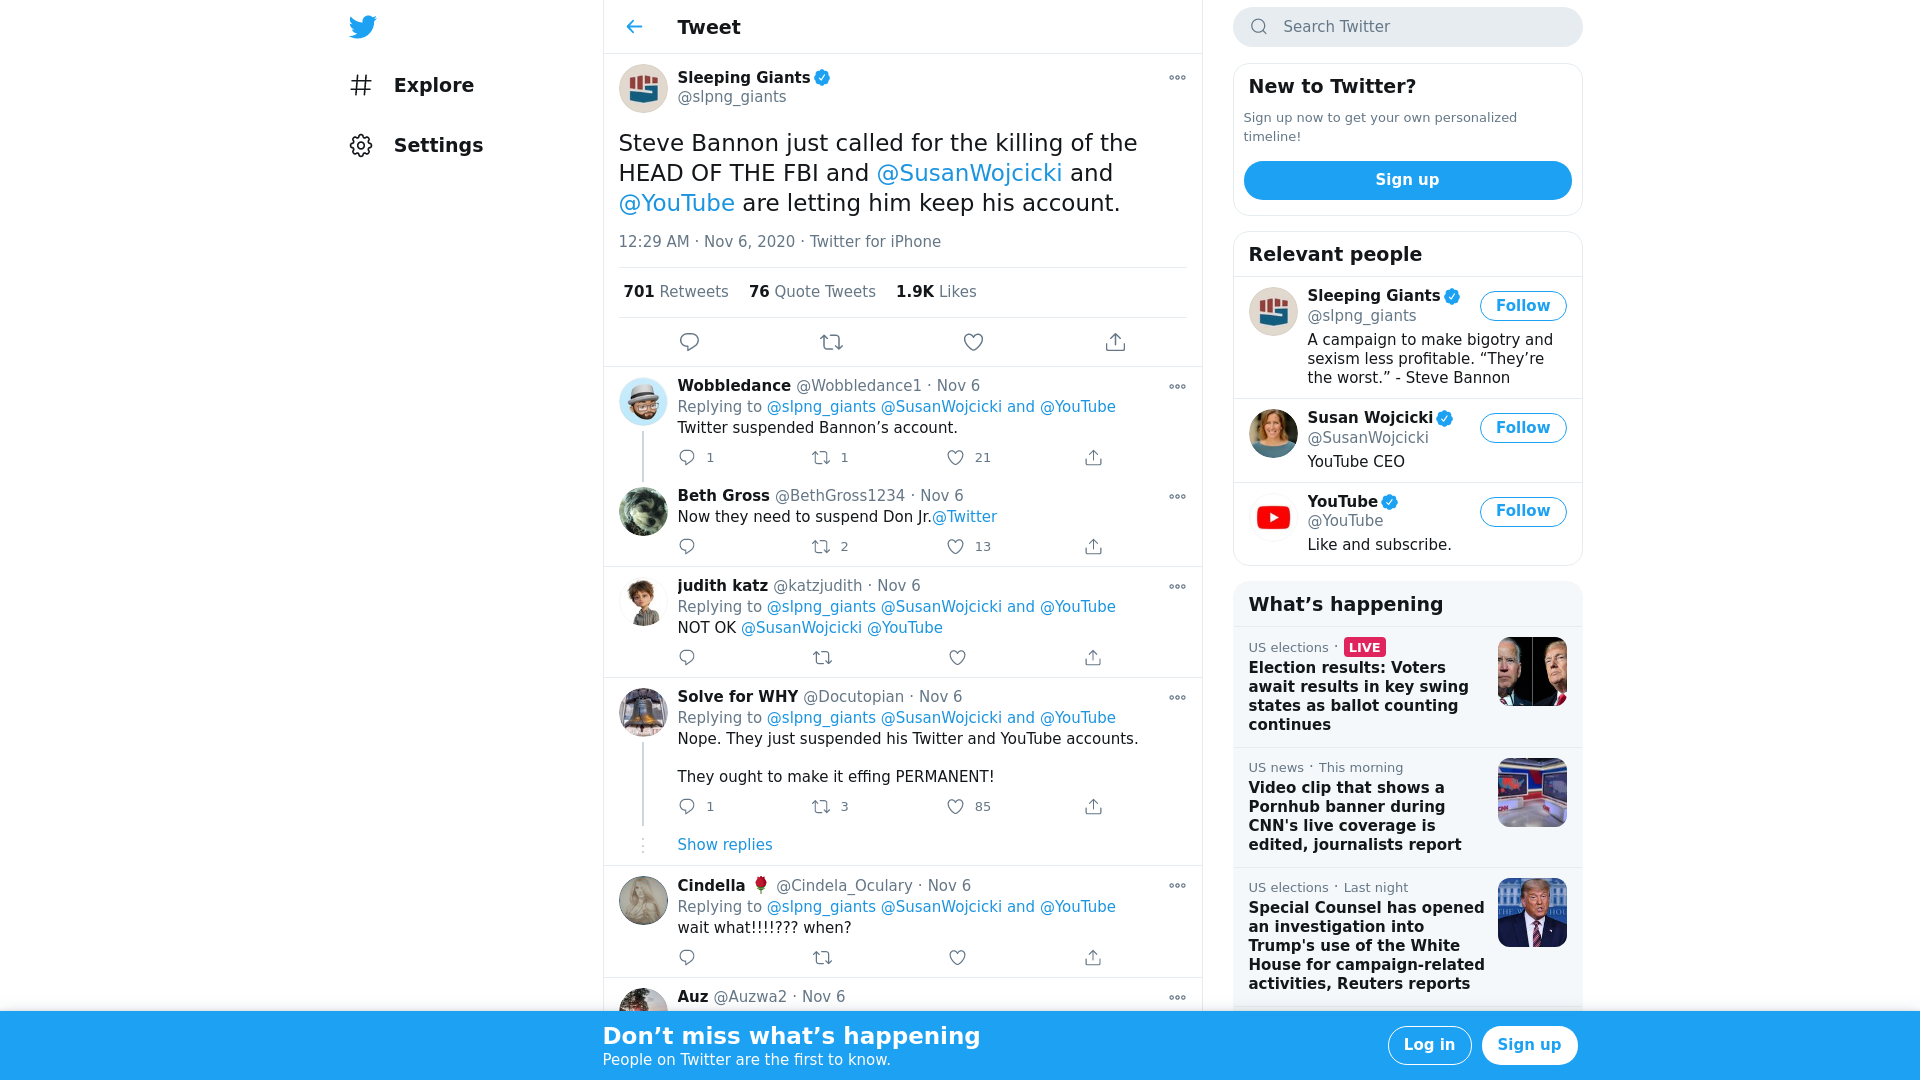 Explore
Settings
Tweet
Sleeping Giants
@slpng_giants
Steve Bannon just called for the killing of the
HEAD OF THE FBI and @SusanWojcicki and
@YouTube are letting him keep his account.
12:29 AM · Nov 6, 2020 · Twitter for iPhone
701 Retweets 76 Quote Tweets 1.9K Likes
Wobbledance @Wobbledance1 · Nov 6
Replying to @slpng_giants @SusanWojcicki and @YouTube
Twitter suspended Bannon’s account.
1 1 21
Beth Gross @BethGross1234 · Nov 6
Now they need to suspend Don Jr.@Twitter
2 13
judith katz @katzjudith · Nov 6
Replying to @slpng_giants @SusanWojcicki and @YouTube
NOT OK @SusanWojcicki @YouTube
Solve for WHY @Docutopian · Nov 6
Replying to @slpng_giants @SusanWojcicki and @YouTube
Nope. They just suspended his Twitter and YouTube accounts.
They ought to make it effing PERMANENT!
1 3 85
Show replies
Cindella 🌹 @Cindela_Oculary · Nov 6
Replying to @slpng_giants @SusanWojcicki and @YouTube
wait what!!!!??? when?
Auz @Auzwa2 · Nov 6
Search Twitter
New to Twitter?
Sign up now to get your own personalized
timeline!
Sign up
Relevant people
Sleeping Giants
@slpng_giants
Follow
A campaign to make bigotry and
sexism less profitable. “They’re
the worst.” - Steve Bannon
Susan Wojcicki
@SusanWojcicki
Follow
YouTube CEO
YouTube
@YouTube
Follow
Like and subscribe.
What’s happening
US elections · LIVE
Election results: Voters
await results in key swing
states as ballot counting
continues
US news · This morning
Video clip that shows a
Pornhub banner during
CNN's live coverage is
edited, journalists report
US elections · Last night
Special Counsel has opened
an investigation into
Trump's use of the White
House for campaign-related
activities, Reuters reports
Don’t miss what’s happening
People on Twitter are the first to know.
Log in
Sign up